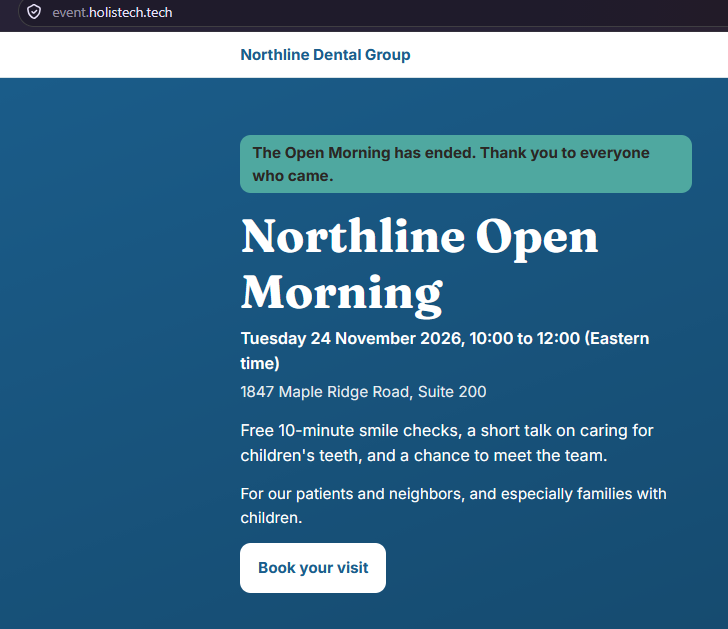 event.holistech.tech
Northline Dental Group
The Open Morning has ended. Thank you to everyone
who came.
Northline Open
Morning
Tuesday 24 November 2026, 10:00 to 12:00 (Eastern
time)
1847 Maple Ridge Road, Suite 200
Free 10-minute smile checks, a short talk on caring for
children's teeth, and a chance to meet the team.
For our patients and neighbors, and especially families with
children.
Book your visit